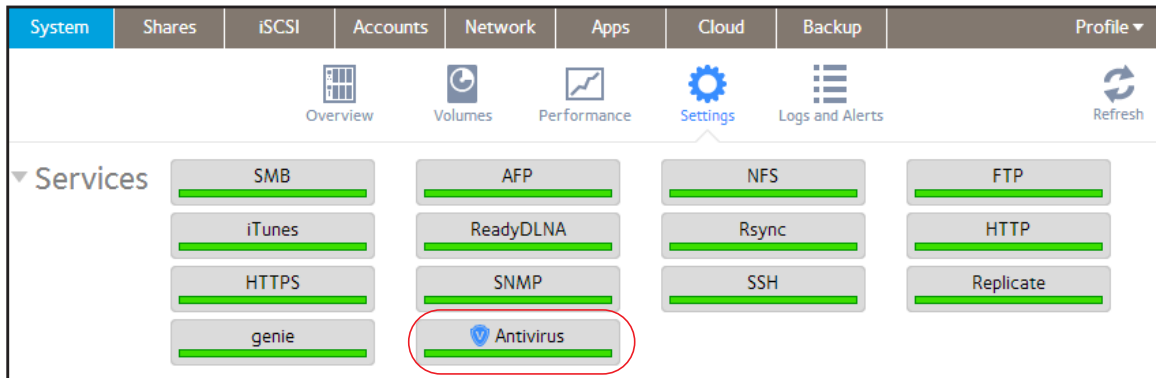 System Shares iSCSI Accounts Network Apps Cloud Backup Profile
Overview Volumes Performance Settings Logs and Alerts Refresh
Services
SMB AFP NFS FTP
iTunes ReadyDLNA Rsync HTTP
HTTPS SNMP SSH Replicate
genie Antivirus